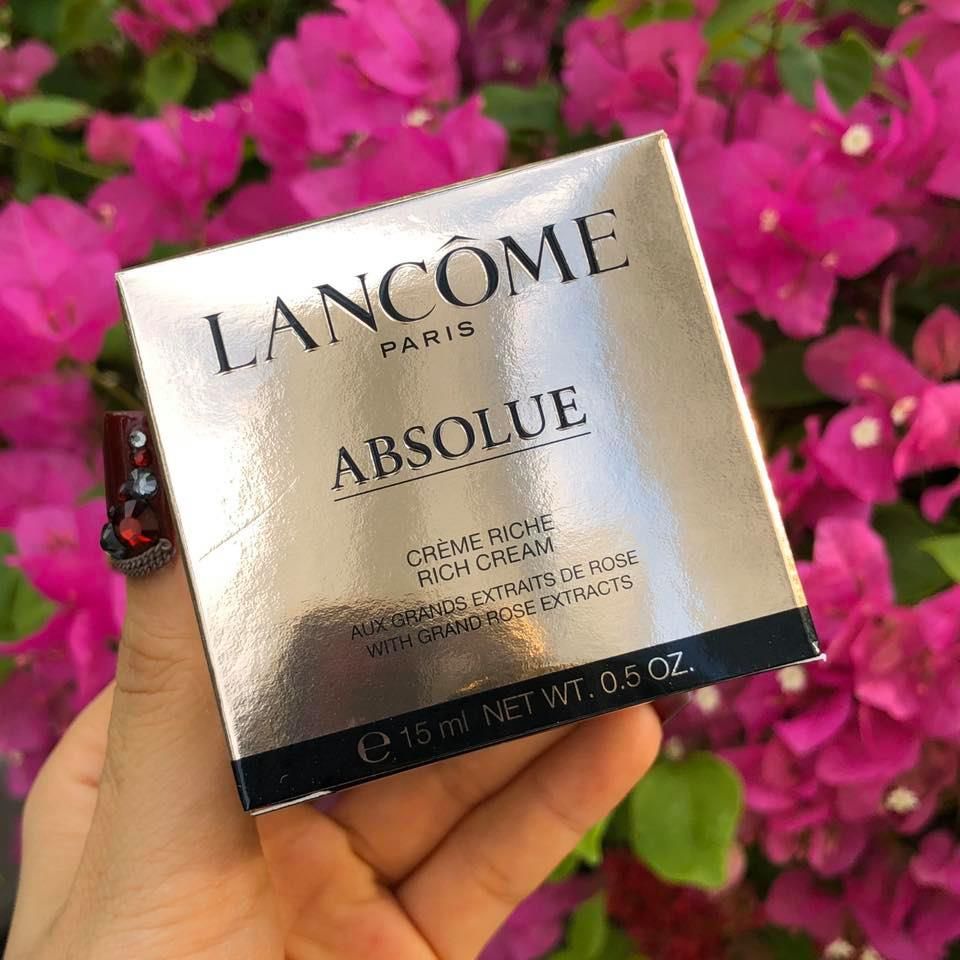 LANCÔME
PARIS
ABSOLUE
CRÈME RICHE
RICH CREAM
AUX GRANDS EXTRAITS DE ROSE
WITH GRAND ROSE EXTRACTS
℮ 15 ml NET WT. 0.5 OZ.